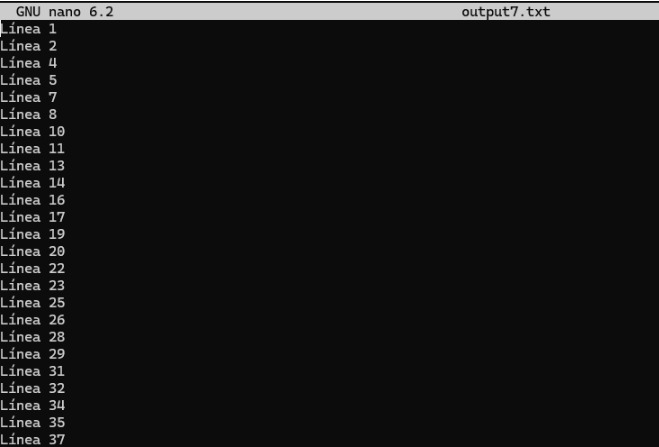 GNU nano 6.2 output7.txt
Línea 1
Línea 2
Línea 4
Línea 5
Línea 7
Línea 8
Línea 10
Línea 11
Línea 13
Línea 14
Línea 16
Línea 17
Línea 19
Línea 20
Línea 22
Línea 23
Línea 25
Línea 26
Línea 28
Línea 29
Línea 31
Línea 32
Línea 34
Línea 35
Línea 37